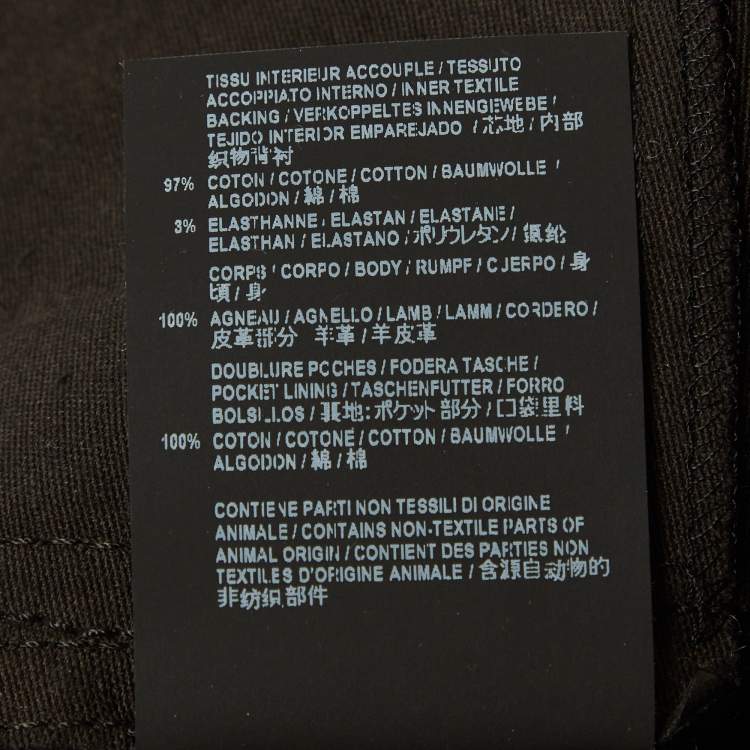 TISSU INTERIEUR ACCOUPLE / TESSUTO
ACCOPPIATO INTERNO / INNER TEXTILE
BACKING / VERKOPPELTES INNENGEWEBE /
TEJIDO INTERIOR EMPAREJADO / 芯地 / 内部
织物背衬
97% COTON / COTONE / COTTON / BAUMWOLLE /
ALGODON / 綿 / 棉
3% ELASTHANNE / ELASTAN / ELASTANE /
ELASTHAN / ELASTANO / ポリウレタン / 氨纶
CORPS / CORPO / BODY / RUMPF / CUERPO / 身
頃 / 身
100% AGNEAU / AGNELLO / LAMB / LAMM / CORDERO /
皮革部分 羊革 / 羊皮革
DOUBLURE POCHES / FODERA TASCHE /
POCKET LINING / TASCHENFUTTER / FORRO
BOLSILLOS / 裏地:ポケット部分 / 口袋里料
100% COTON / COTONE / COTTON / BAUMWOLLE /
ALGODON / 綿 / 棉
CONTIENE PARTI NON TESSILI DI ORIGINE
ANIMALE / CONTAINS NON-TEXTILE PARTS OF
ANIMAL ORIGIN / CONTIENT DES PARTIES NON
TEXTILES D'ORIGINE ANIMALE / 含源自动物的
非纺织部件